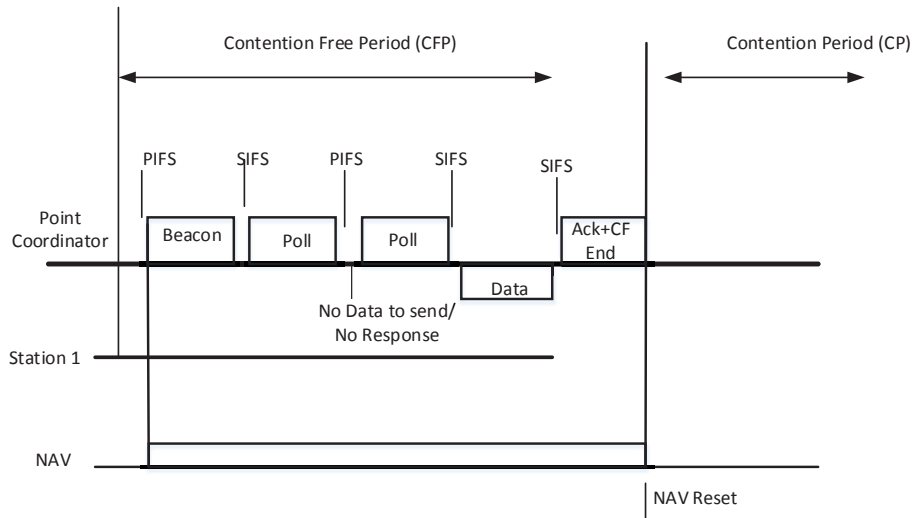 Contention Free Period (CFP)
Contention Period (CP)
PIFS
SIFS
PIFS
SIFS
SIFS
Point
Coordinator
Beacon
Poll
Poll
Ack+CF
End
Data
No Data to send/
No Response
Station 1
NAV
NAV Reset